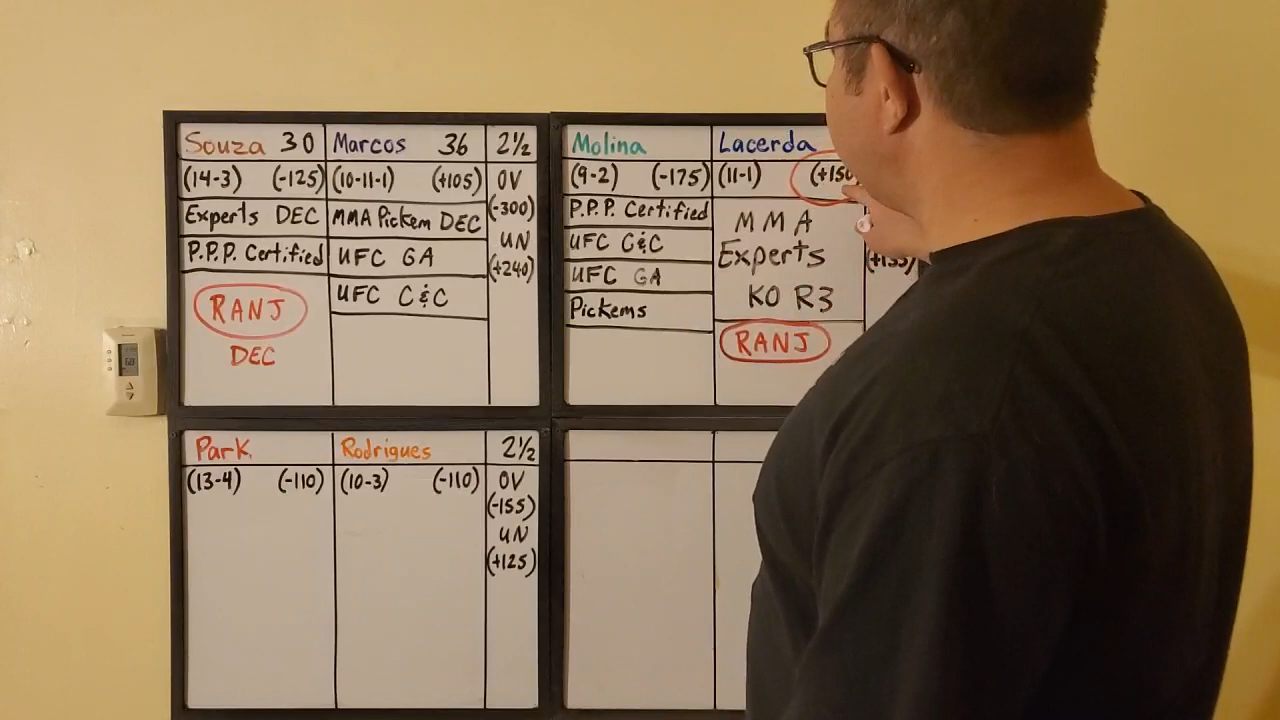 Souza 30 Marcos 36 2½
(14-3) (-125) (10-11-1) (+105) OV
(-300)
Experts DEC MMA Pickem DEC
UN
P.P.P. Certified UFC GA
(+240)
UFC C&C
RANJ
DEC
Molina Lacerda
(9-2) (-175) (11-1) (+150
P.P.P. Certified MMA
UFC C&C Experts
(+135)
UFC GA
KO R3
Pickems
RANJ
Park Rodrigues 2½
(13-4) (-110) (10-3) (-110) OV
(-155)
UN
(+125)